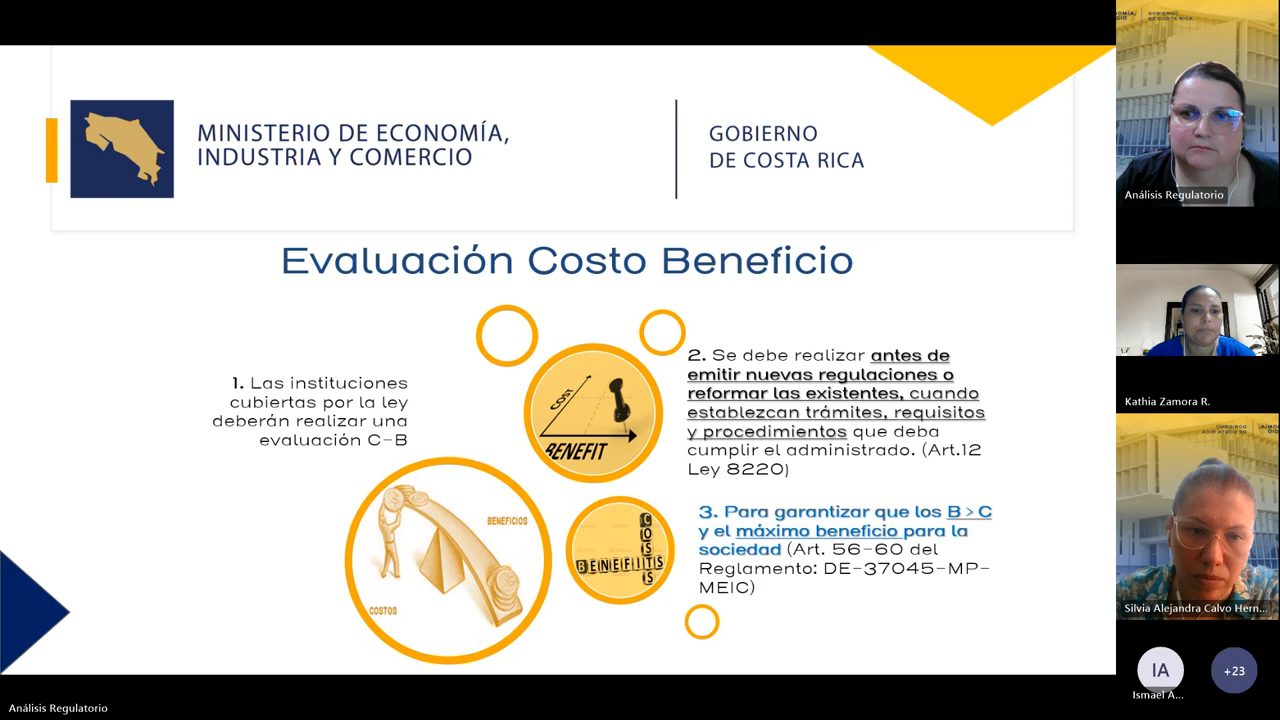 MINISTERIO DE ECONOMÍA,
INDUSTRIA Y COMERCIO
GOBIERNO
DE COSTA RICA
Evaluación Costo Beneficio
1. Las instituciones
cubiertas por la ley
deberán realizar una
evaluación C-B
COST
BENEFIT
2. Se debe realizar antes de
emitir nuevas regulaciones o
reformar las existentes, cuando
establezcan trámites, requisitos
y procedimientos que deba
cumplir el administrado. (Art.12
Ley 8220)
BENEFICIOS
COSTOS
COSTS
BENEFITS
3. Para garantizar que los B > C
y el máximo beneficio para la
sociedad (Art. 56-60 del
Reglamento: DE-37045-MP-
MEIC)
GOBIERNO
DE COSTA RICA
Análisis Regulatorio
Kathia Zamora R.
Silvia Alejandra Calvo Hern...
IA
Ismael A...
+23
Análisis Regulatorio